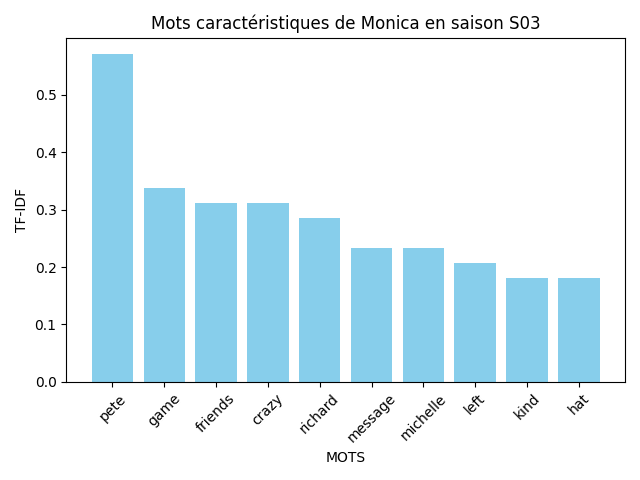 Mots caractéristiques de Monica en saison S03
TF-IDF
0.5
0.4
0.3
0.2
0.1
0.0
pete
game
friends
crazy
richard
message
michelle
left
kind
hat
MOTS